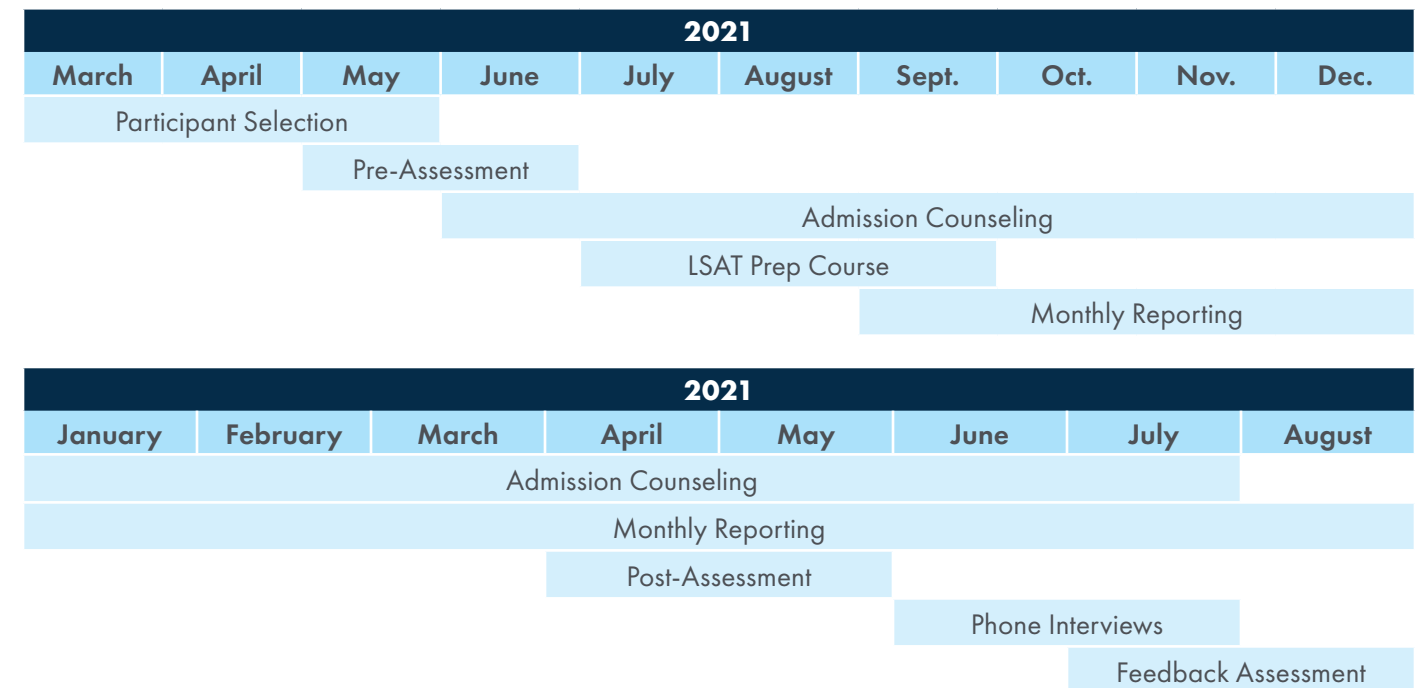 2021
March April May June July August Sept. Oct. Nov. Dec.
Participant Selection
Pre-Assessment
Admission Counseling
LSAT Prep Course
Monthly Reporting
2021
January February March April May June July August
Admission Counseling
Monthly Reporting
Post-Assessment
Phone Interviews
Feedback Assessment